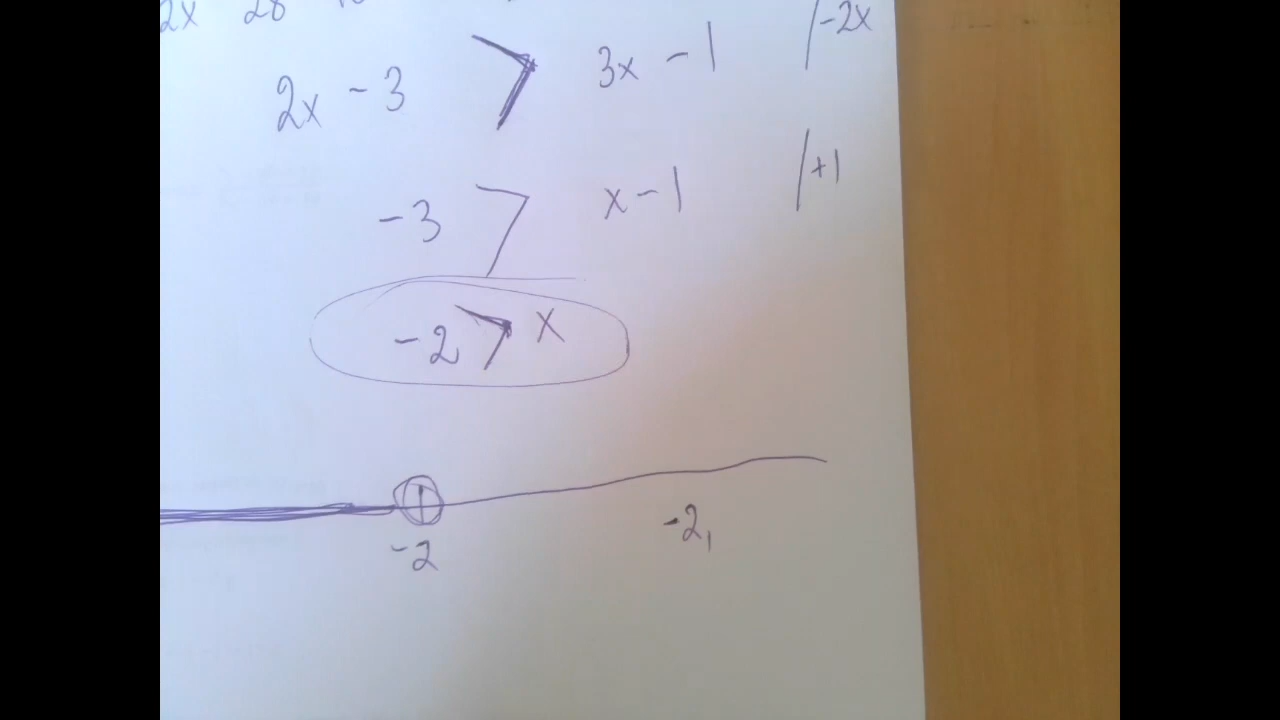 2x - 3 > 3x - 1 /-2x
-3 > x - 1 /+1
-2 > x
-2 -2,